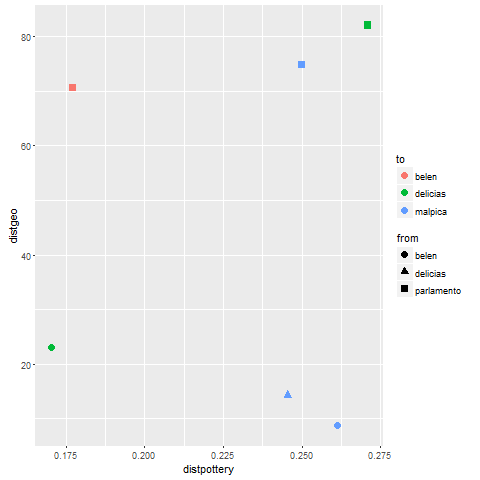 80
60
40
20
distgeo
0.175 0.200 0.225 0.250 0.275
distpottery
to
belen
delicias
malpica
from
belen
delicias
parlamento